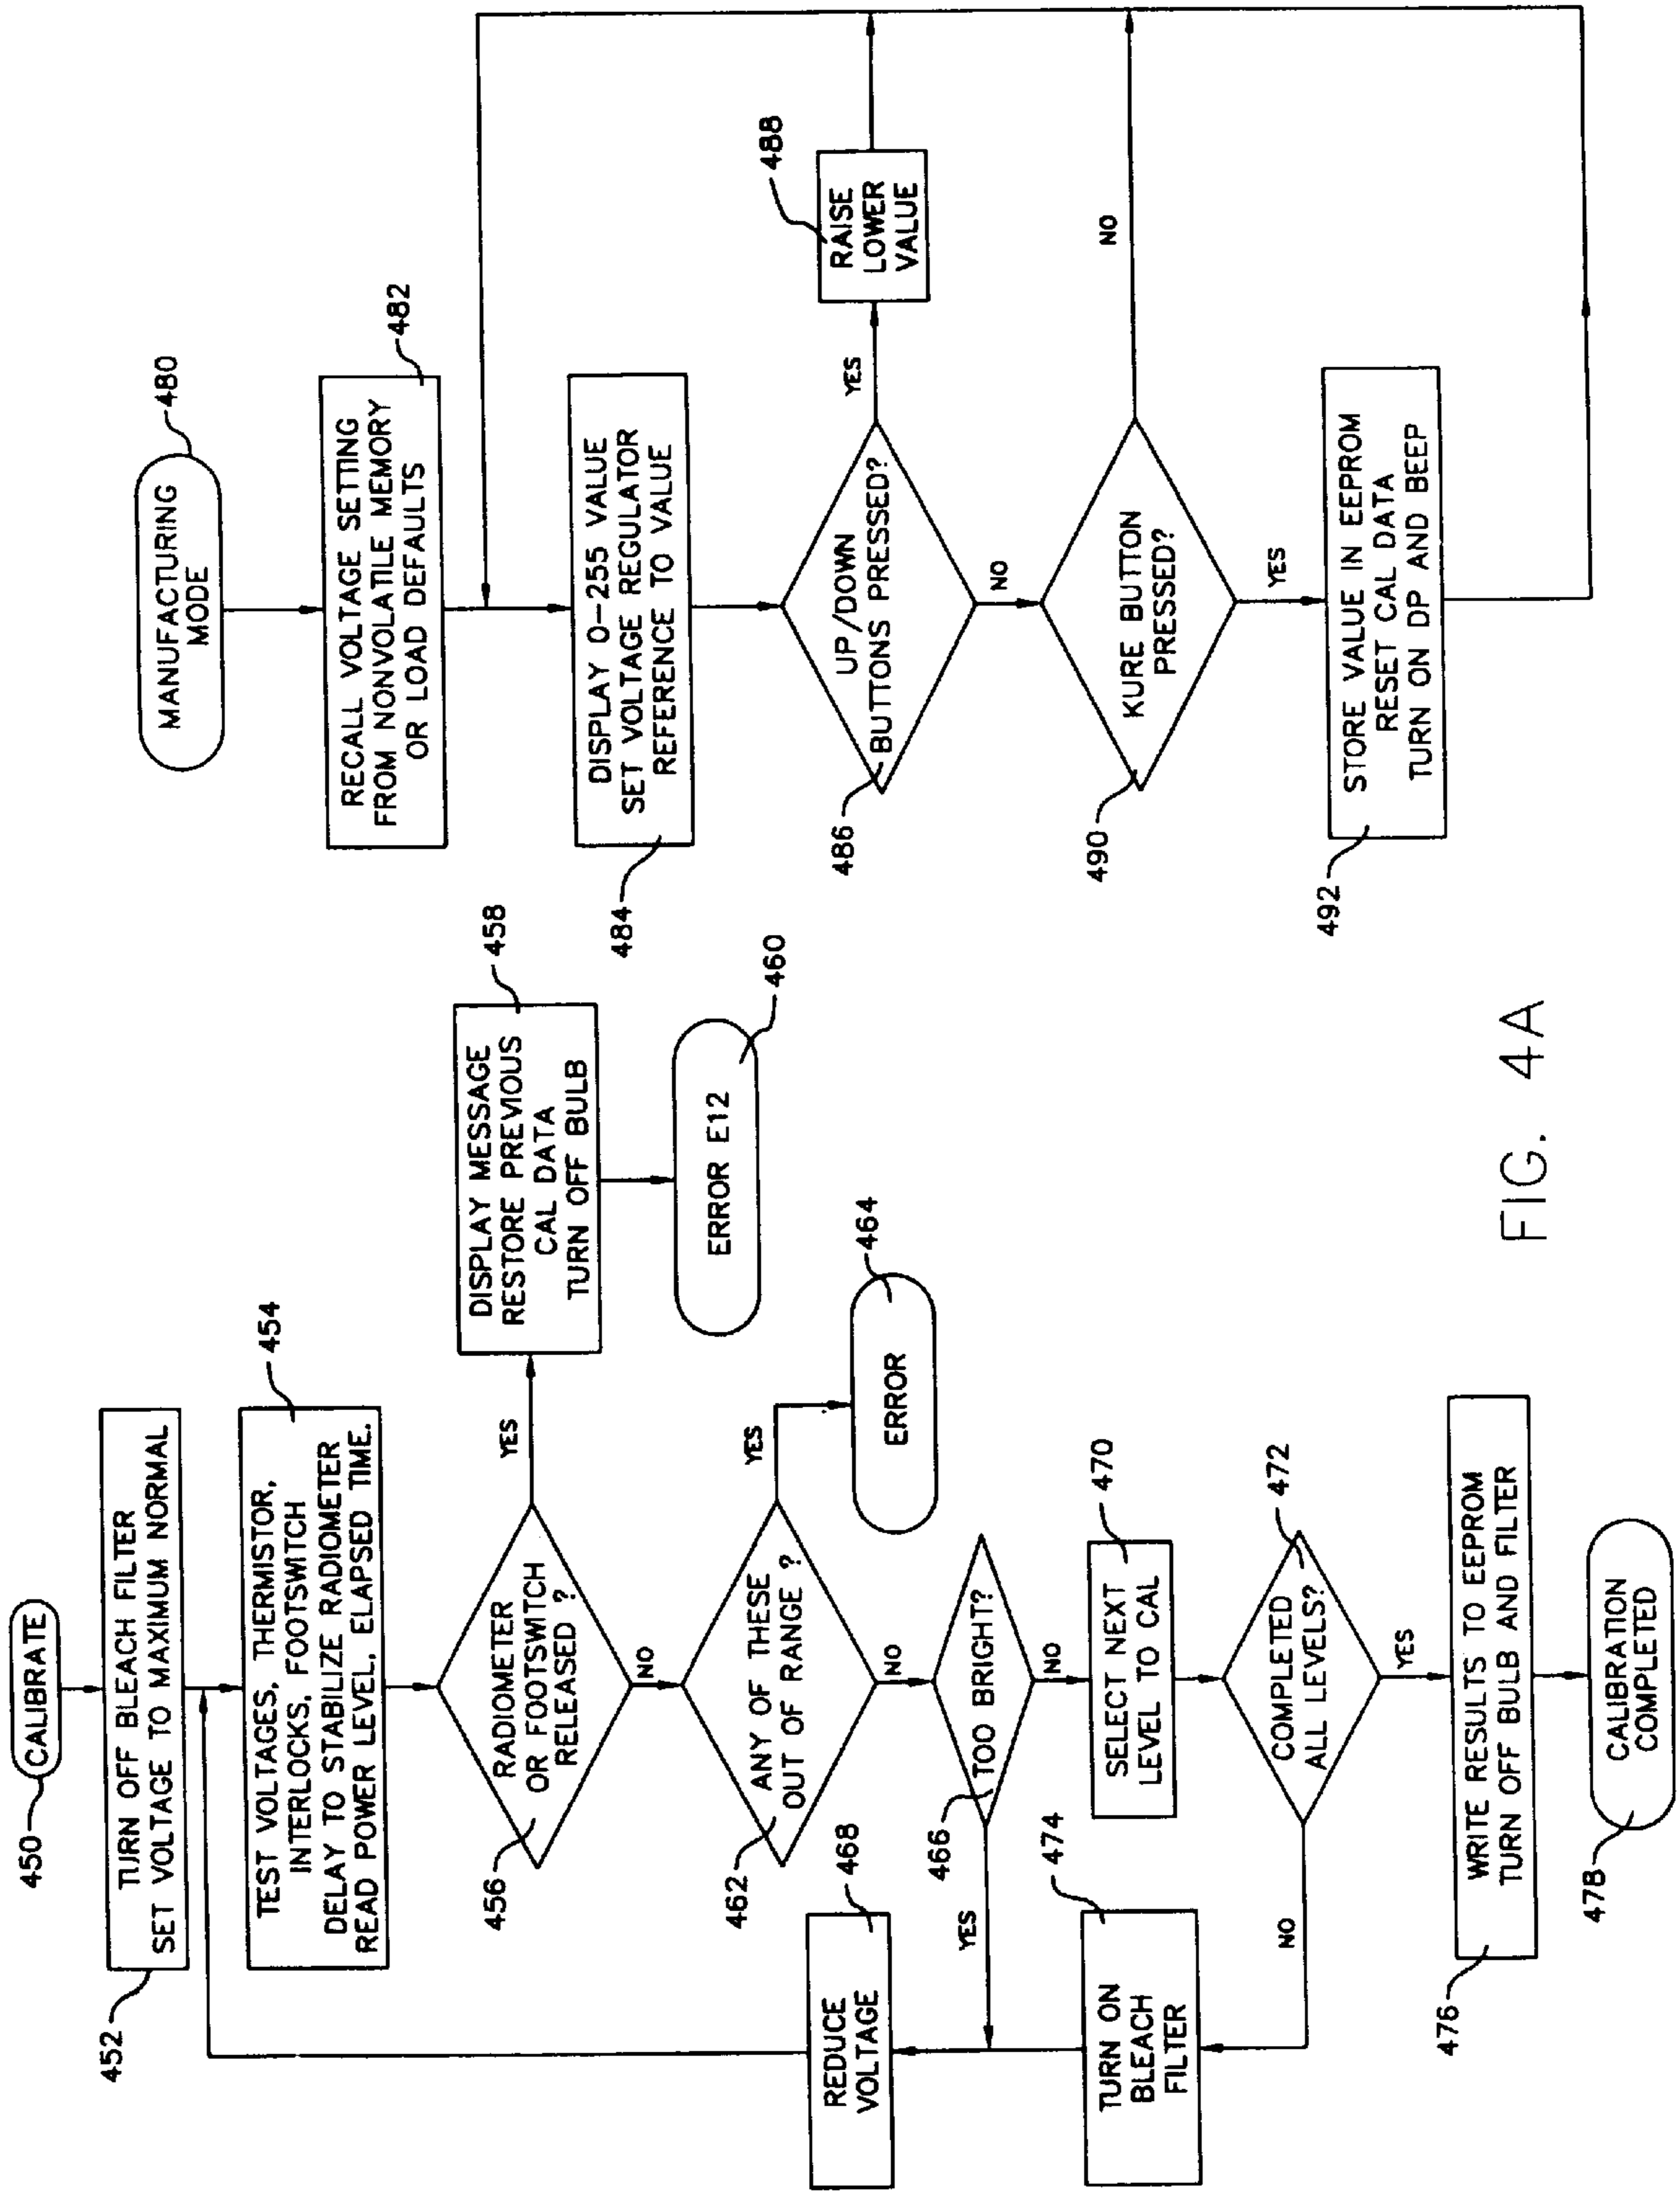 450
CALIBRATE
452
TURN OFF BLEACH FILTER
SET VOLTAGE TO MAXIMUM NORMAL
454
TEST VOLTAGES, THERMISTOR,
INTERLOCKS, FOOTSWITCH
DELAY TO STABILIZE RADIOMETER
READ POWER LEVEL, ELAPSED TIME.
456
RADIOMETER
OR FOOTSWITCH
RELEASED ?
YES
NO
458
DISPLAY MESSAGE
RESTORE PREVIOUS
CAL DATA
TURN OFF BULB
460
ERROR E12
462
ANY OF THESE
OUT OF RANGE ?
YES
NO
464
ERROR
466
TOO BRIGHT?
YES
NO
468
REDUCE
VOLTAGE
470
SELECT NEXT
LEVEL TO CAL
472
COMPLETED
ALL LEVELS?
NO
YES
474
TURN ON
BLEACH
FILTER
476
WRITE RESULTS TO EEPROM
TURN OFF BULB AND FILTER
478
CALIBRATION
COMPLETED
480
MANUFACTURING
MODE
482
RECALL VOLTAGE SETTING
FROM NONVOLATILE MEMORY
OR LOAD DEFAULTS
484
DISPLAY 0-255 VALUE
SET VOLTAGE REGULATOR
REFERENCE TO VALUE
486
UP/DOWN
BUTTONS PRESSED?
YES
NO
488
RAISE
LOWER
VALUE
490
KURE BUTTON
PRESSED?
NO
YES
492
STORE VALUE IN EEPROM
RESET CAL DATA
TURN ON DP AND BEEP
FIG. 4A